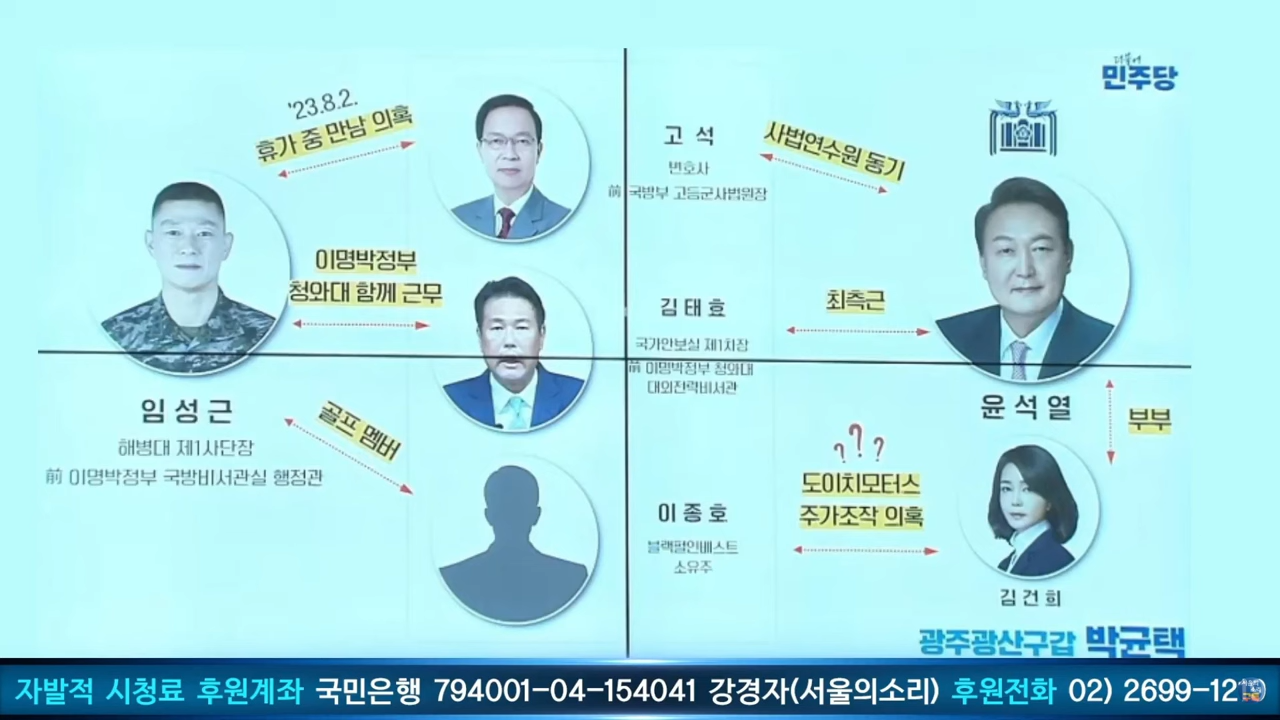 더불어
민주당
'23.8.2.
휴가 중 만남 의혹
고 석
변호사
前 국방부 고등군사법원장
사법연수원 동기
이명박정부
청와대 함께 근무
김태효
국가안보실 제1차장
前 이명박정부 청와대
대외전략비서관
최측근
임성근
해병대 제1사단장
前 이명박정부 국방비서관실 행정관
골프 멤버
윤석열
부부
이종호
블랙펄인베스트
소유주
???
도이치모터스
주가조작 의혹
김건희
광주광산구갑 박균택
자발적 시청료 후원계좌 국민은행 794001-04-154041 강경자(서울의소리) 후원전화 02) 2699-12